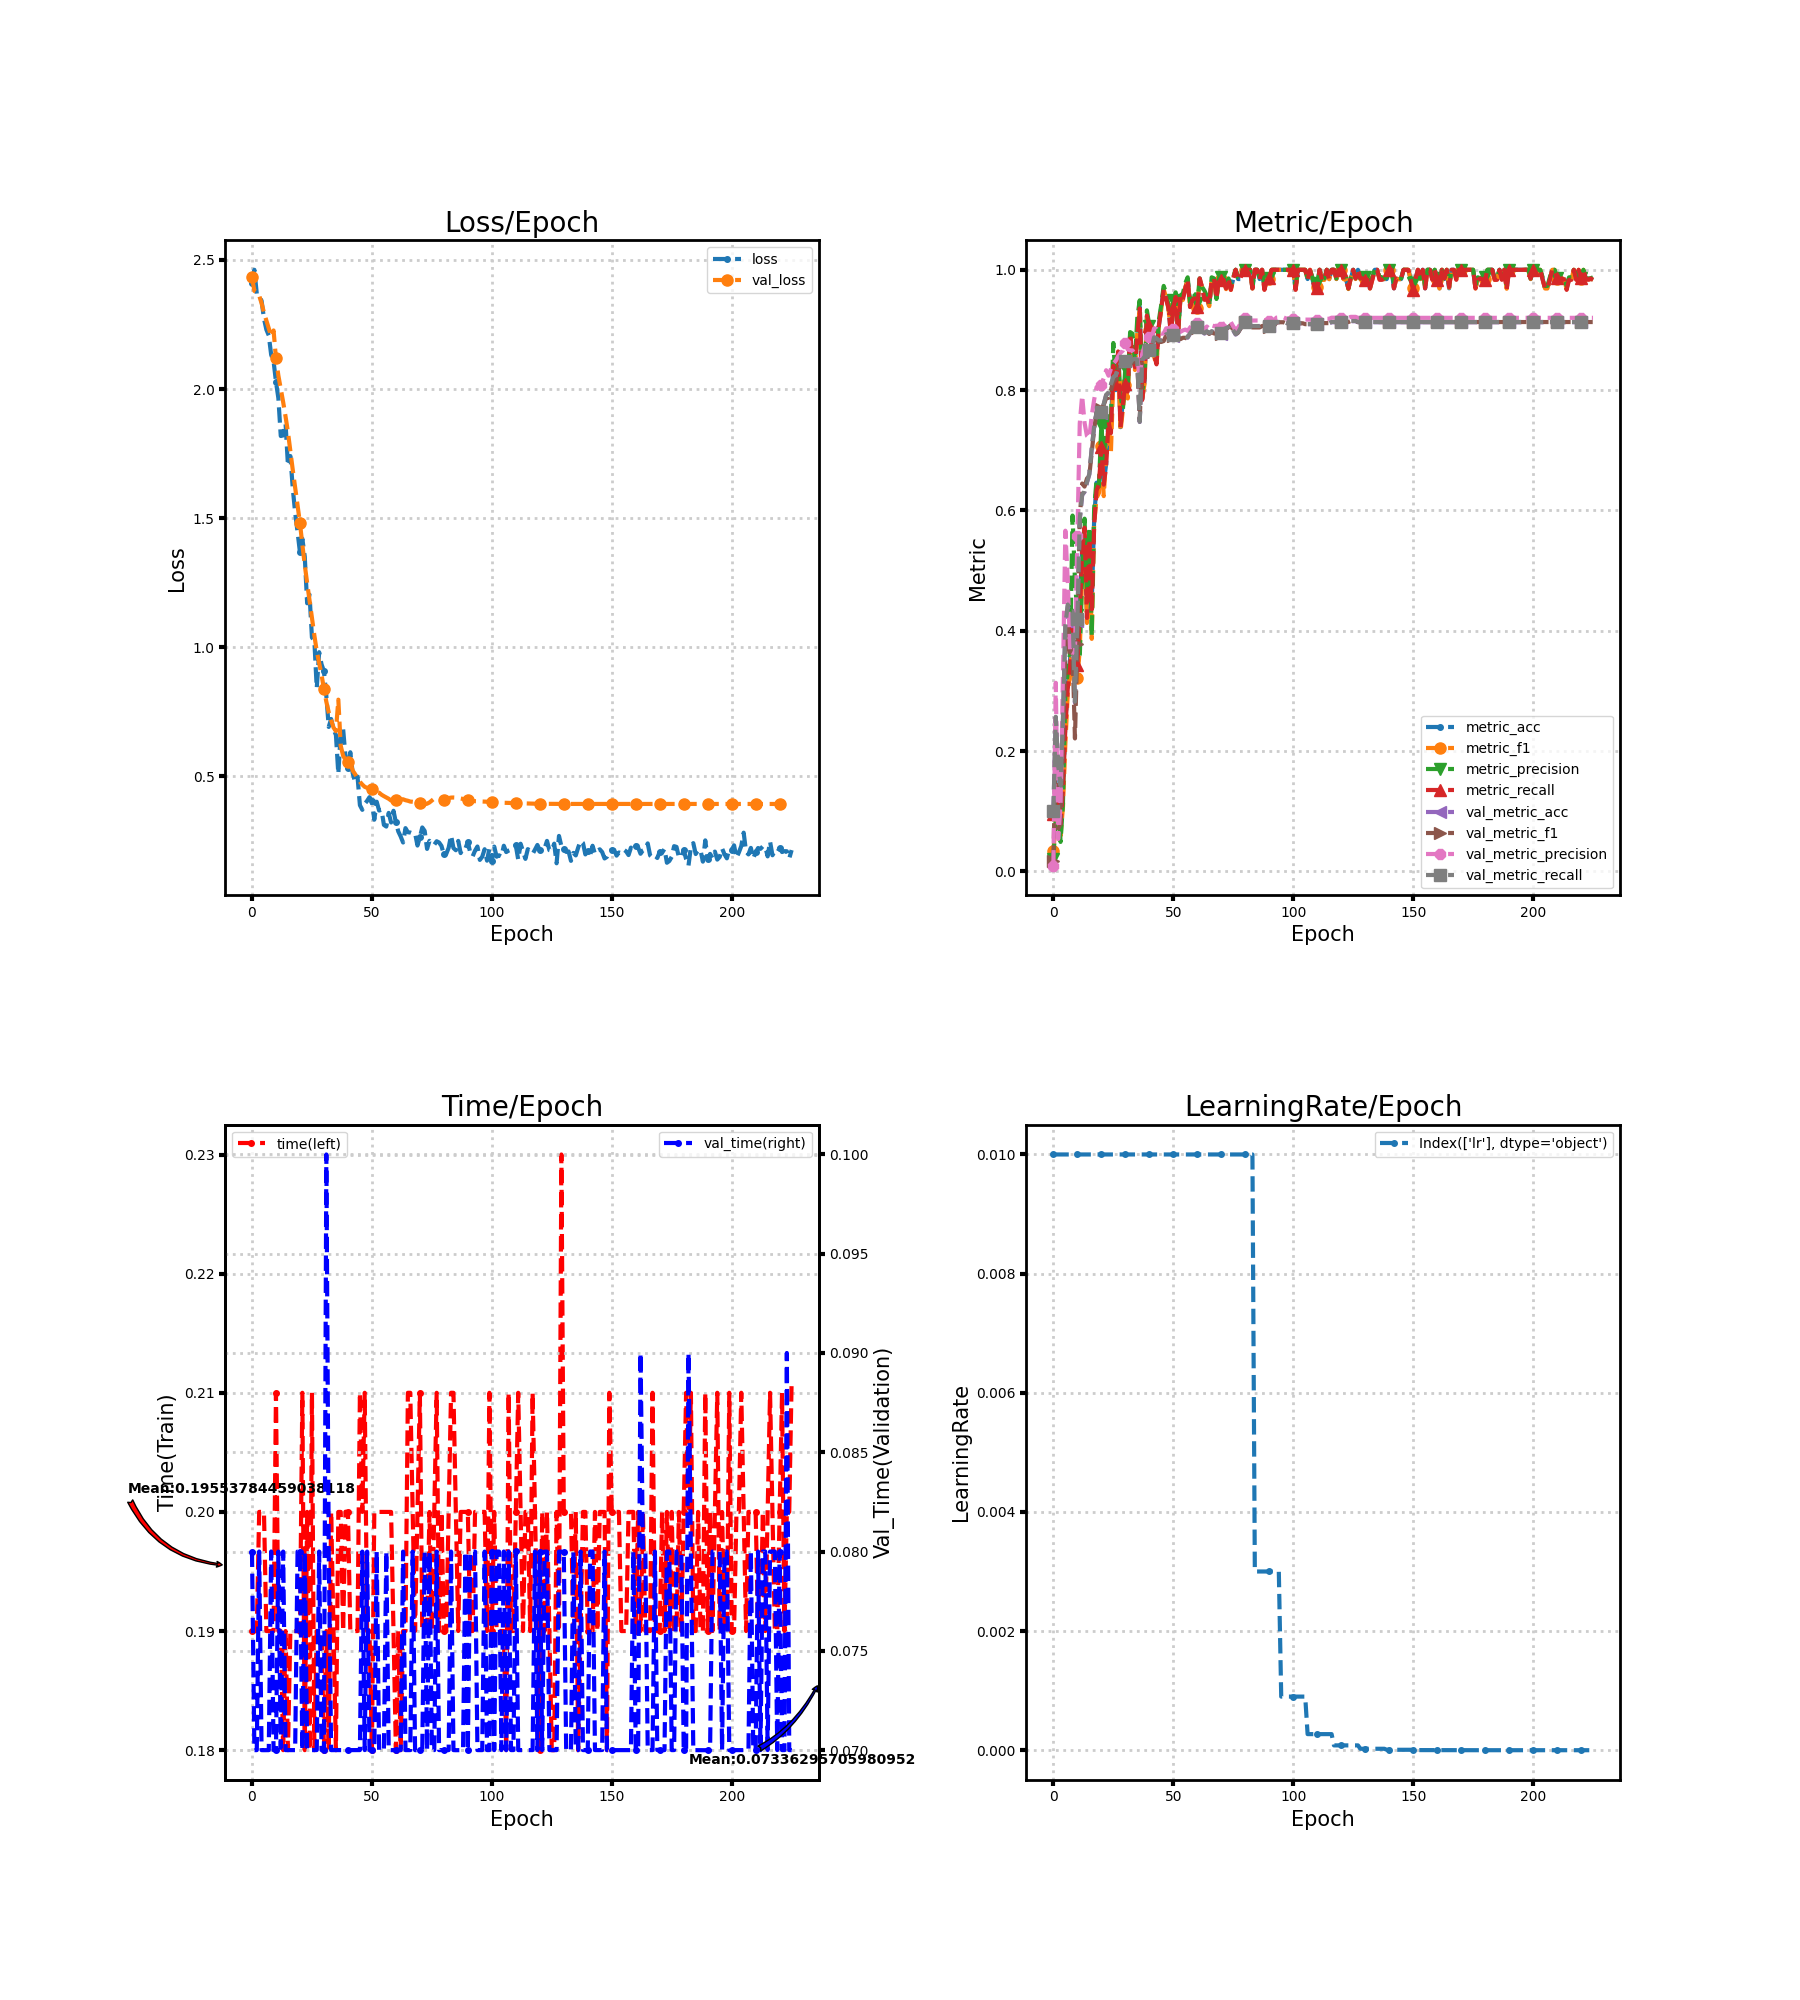 Loss/Epoch
2.5
2.0
1.5
1.0
0.5
Loss
loss
val_loss
0 50 100 150 200
Epoch
Metric/Epoch
1.0
0.8
0.6
0.4
0.2
0.0
Metric
metric_acc
metric_f1
metric_precision
metric_recall
val_metric_acc
val_metric_f1
val_metric_precision
val_metric_recall
0 50 100 150 200
Epoch
Time/Epoch
time(left)
val_time(right)
0.23
0.22
0.21
0.20
0.19
0.18
Time(Train)
Mean:0.19553784459038118
0.100
0.095
0.090
0.085
0.080
0.075
0.070
Val_Time(Validation)
Mean:0.07336295705980952
0 50 100 150 200
Epoch
LearningRate/Epoch
Index(['lr'], dtype='object')
0.010
0.008
0.006
0.004
0.002
0.000
LearningRate
0 50 100 150 200
Epoch